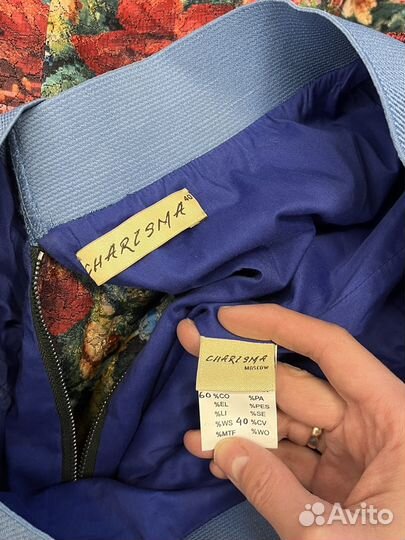 CHARISMA 40
CHARISMA
MOSCOW
60 %CO %PA
%EL %PES
%LI %SE
%WS 40 %CV
%MTF %WO
Avito